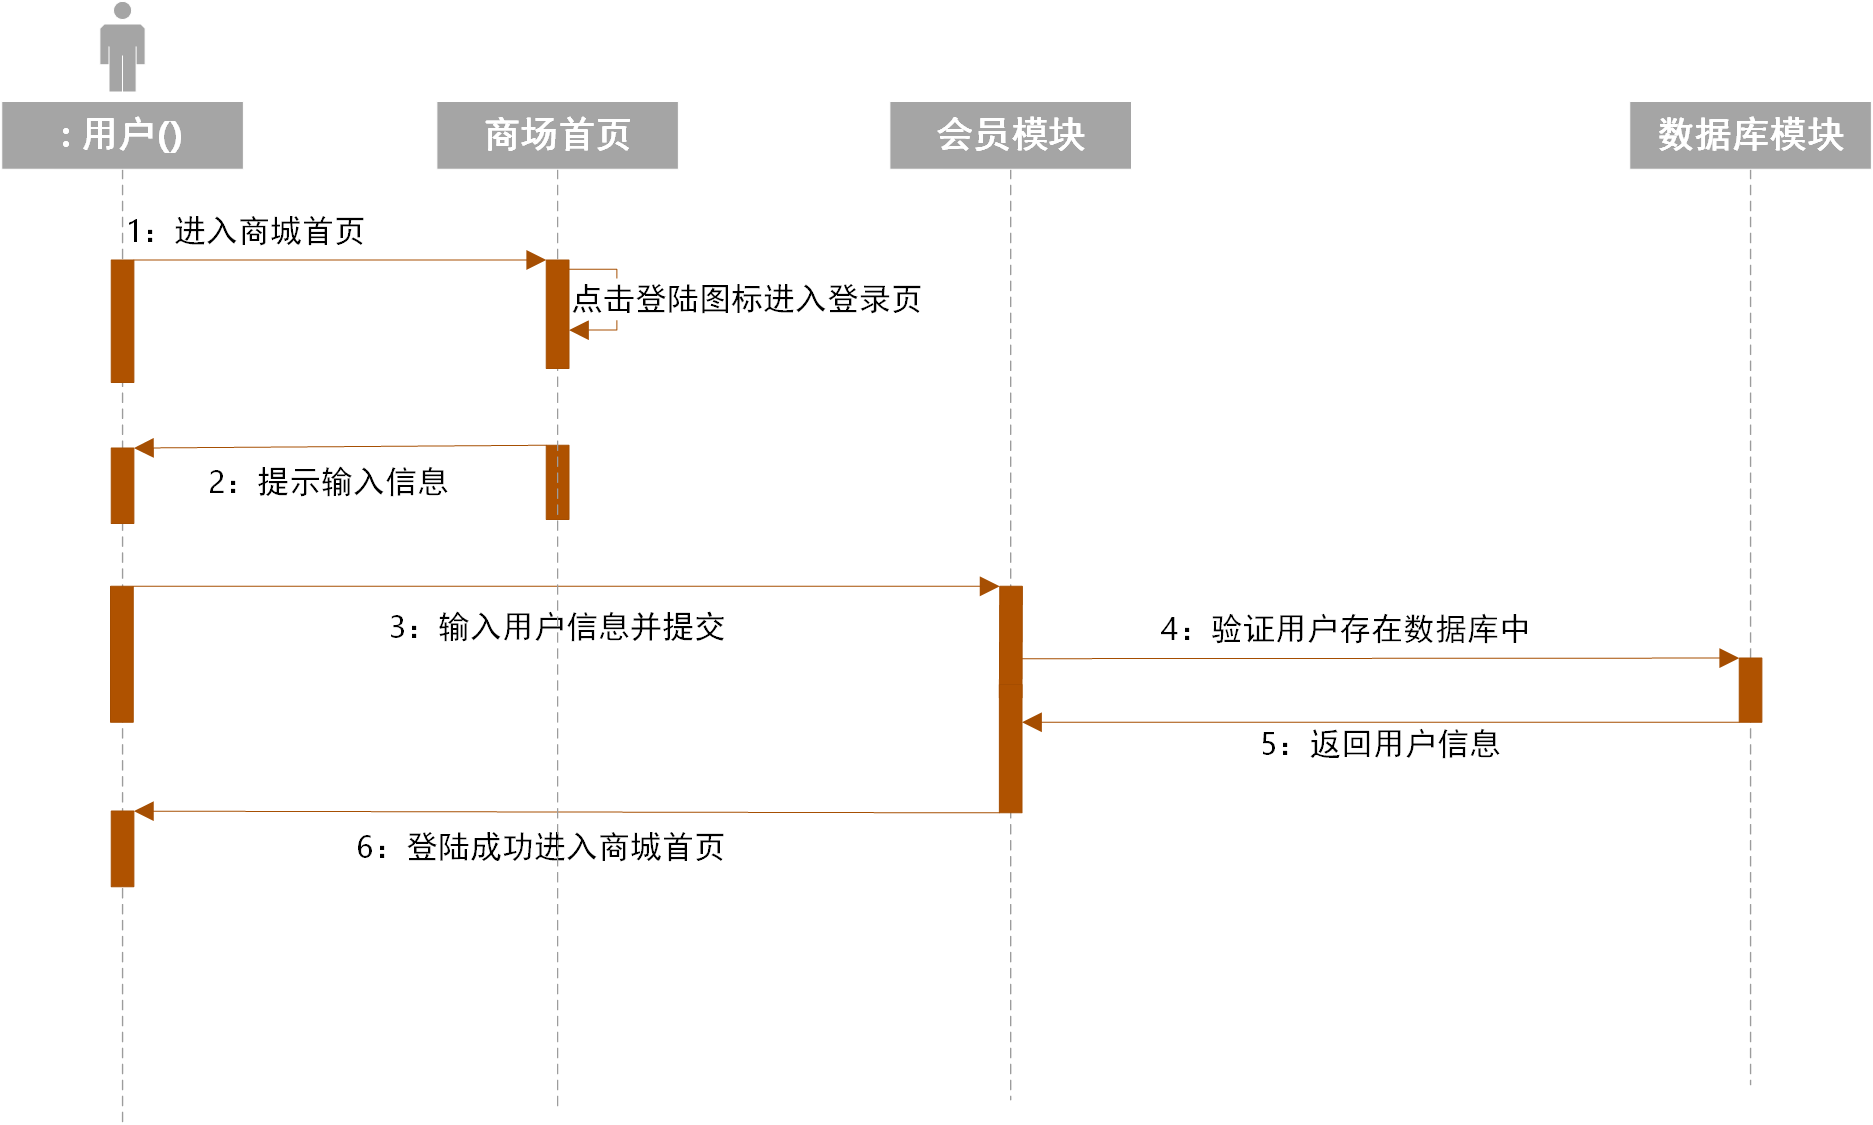 : 用户()
商场首页
会员模块
数据库模块
1：进入商城首页
点击登陆图标进入登录页
2：提示输入信息
3：输入用户信息并提交
4：验证用户存在数据库中
5：返回用户信息
6：登陆成功进入商城首页